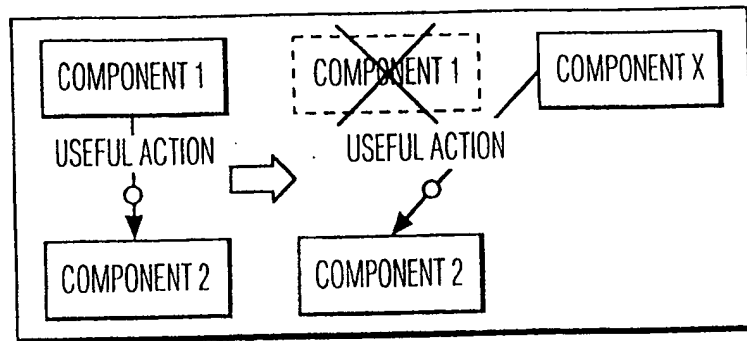 COMPONENT 1
USEFUL ACTION
COMPONENT 2
COMPONENT 1
COMPONENT X
USEFUL ACTION
COMPONENT 2